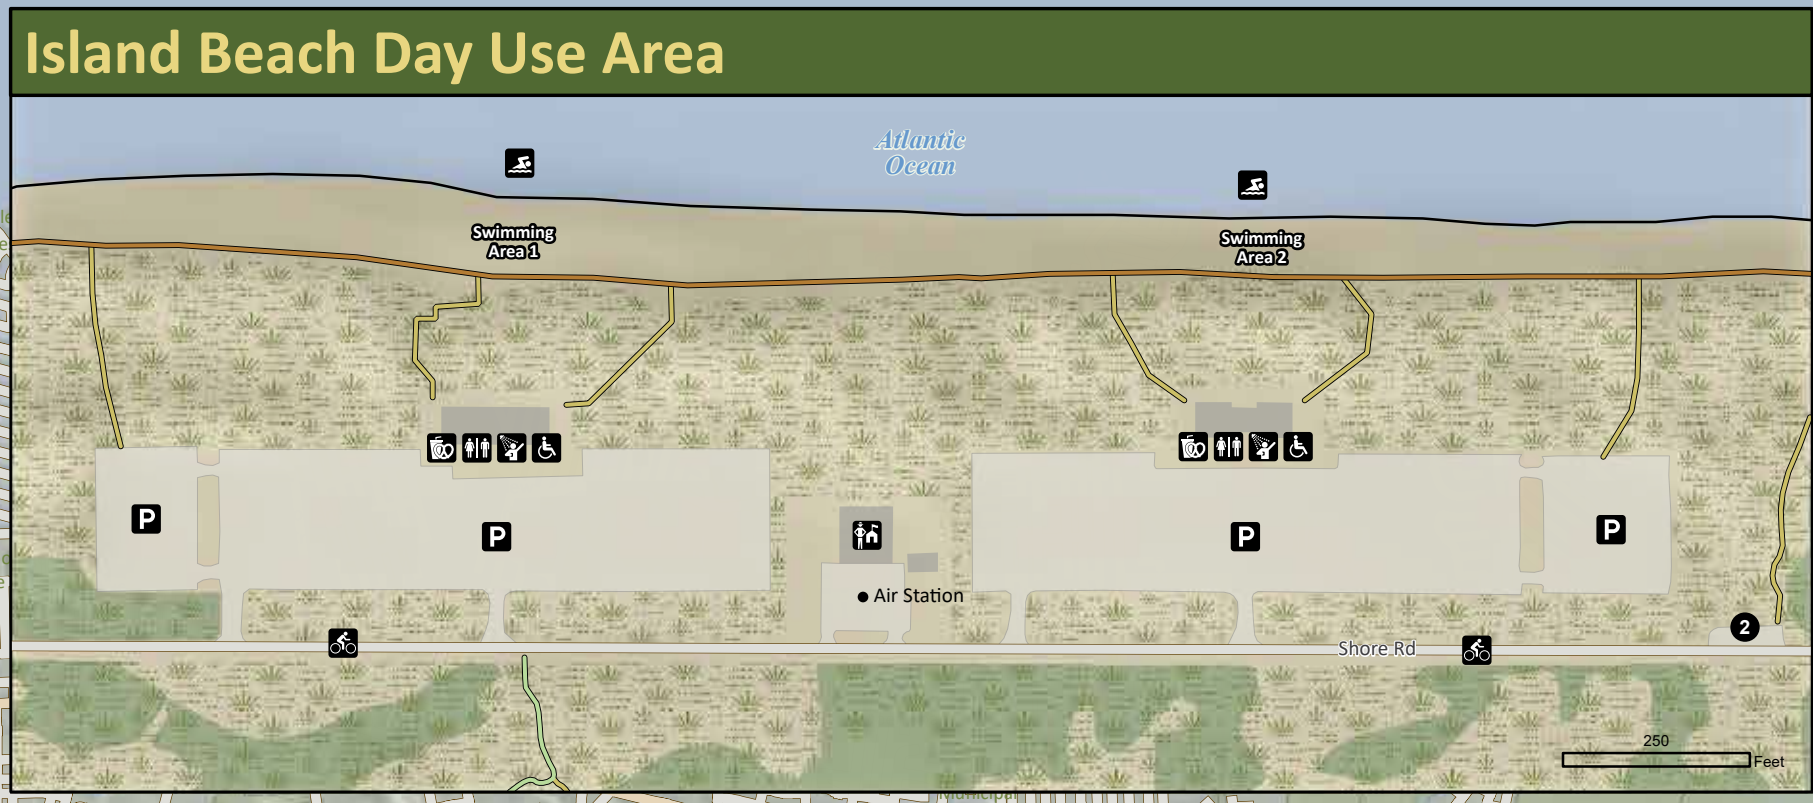 Island Beach Day Use Area
Atlantic
Ocean
Swimming
Area 1
Swimming
Area 2
P
P
P
P
Air Station
2
Shore Rd
250
Feet
Municipal